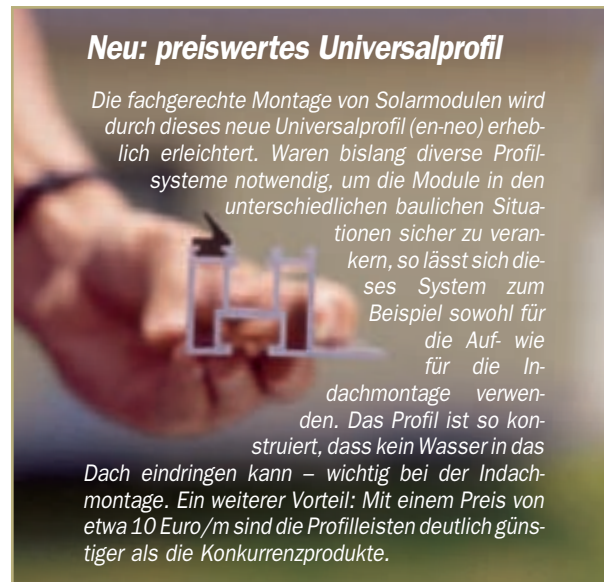 Neu: preiswertes Universalprofil
Die fachgerechte Montage von Solarmodulen wird
durch dieses neue Universalprofil (en-neo) erheb-
lich erleichtert. Waren bislang diverse Profil-
systeme notwendig, um die Module in den
unterschiedlichen baulichen Situa-
tionen sicher zu veran-
kern, so lässt sich die-
ses System zum
Beispiel sowohl für
die Auf- wie
für die In-
dachmontage verwen-
den. Das Profil ist so kon-
struiert, dass kein Wasser in das
Dach eindringen kann – wichtig bei der Indach-
montage. Ein weiterer Vorteil: Mit einem Preis von
etwa 10 Euro/m sind die Profilleisten deutlich güns-
tiger als die Konkurrenzprodukte.